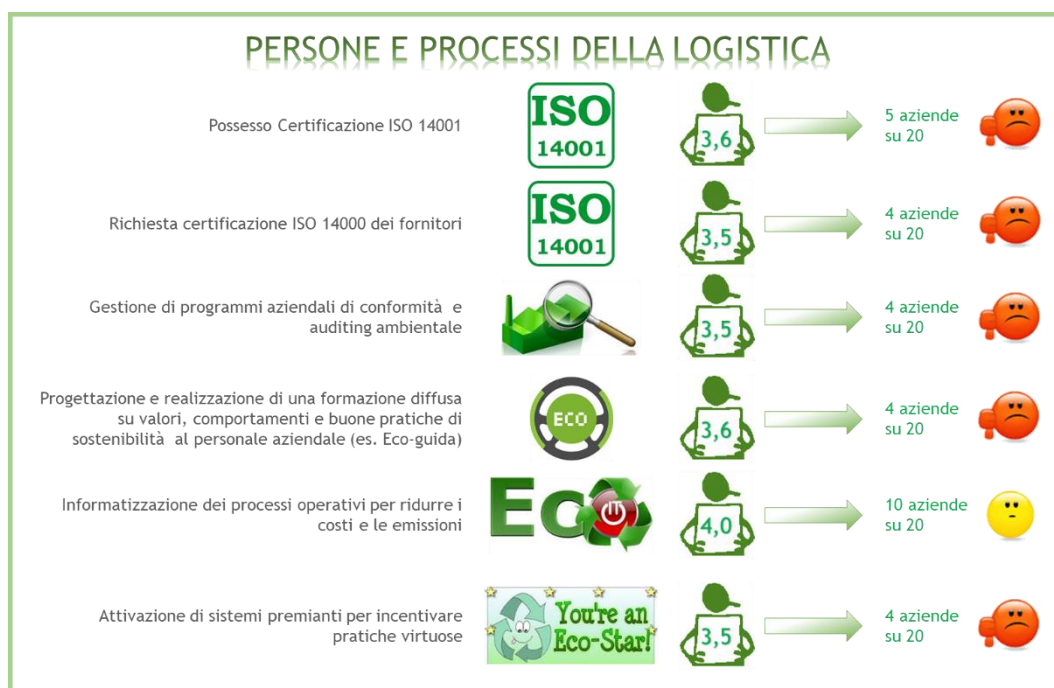 PERSONE E PROCESSI DELLA LOGISTICA
Possesso Certificazione ISO 14001
ISO
14001
3,6
5 aziende
su 20
Richiesta certificazione ISO 14000 dei fornitori
ISO
14001
3,5
4 aziende
su 20
Gestione di programmi aziendali di conformità e
auditing ambientale
3,5
4 aziende
su 20
Progettazione e realizzazione di una formazione diffusa
su valori, comportamenti e buone pratiche di
sostenibilità al personale aziendale (es. Eco-guida)
ECO
3,6
4 aziende
su 20
Informatizzazione dei processi operativi per ridurre i
costi e le emissioni
Eco
IT
4,0
10 aziende
su 20
Attivazione di sistemi premianti per incentivare
pratiche virtuose
You're an
Eco-Star!
3,5
4 aziende
su 20